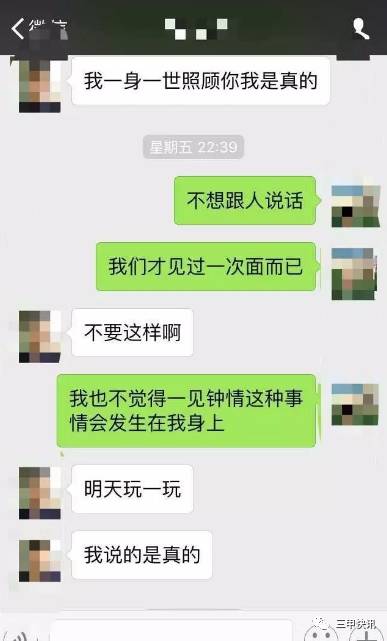 微信
我一身一世照顾你我是真的
星期五 22:39
不想跟人说话
我们才见过一次面而已
不要这样啊
我也不觉得一见钟情这种事
情会发生在我身上
明天玩一玩
我说的是真的
三甲快讯